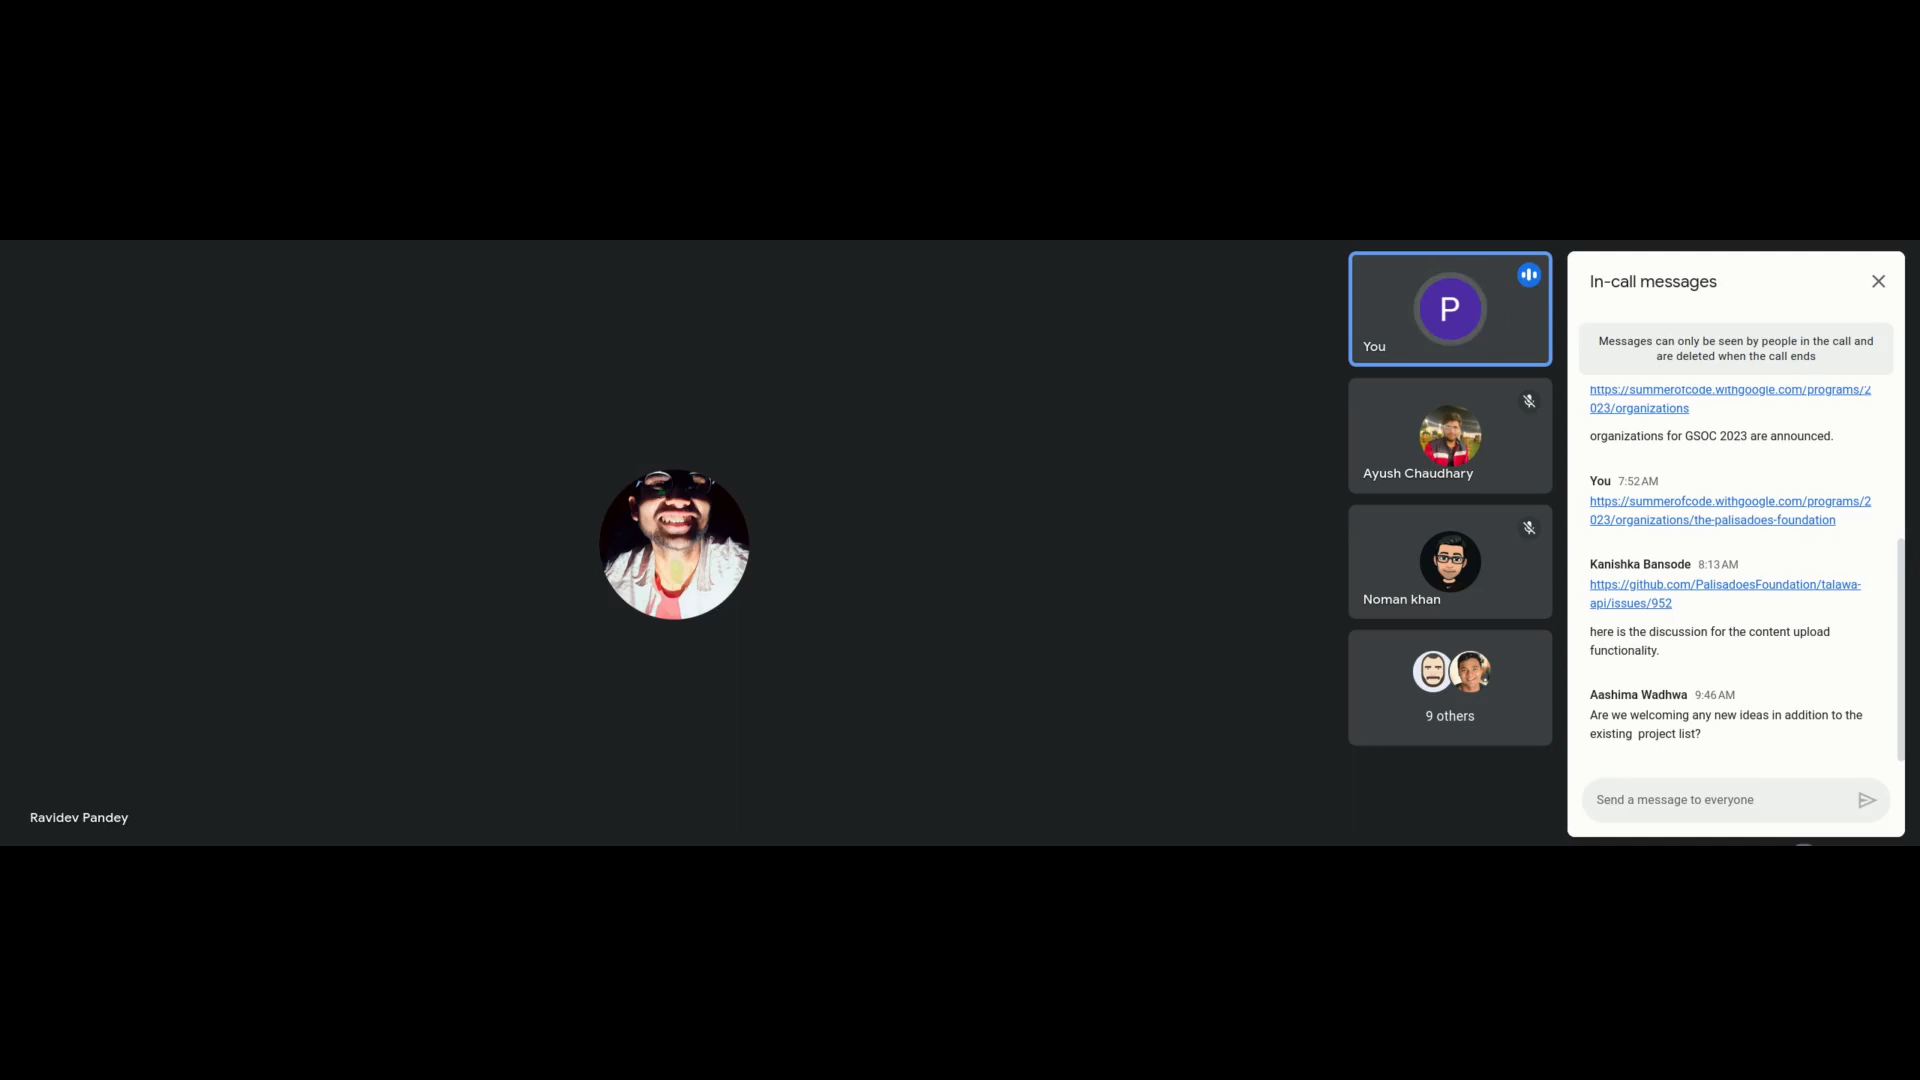 Ravidev Pandey
P
You
Ayush Chaudhary
Noman khan
9 others
In-call messages
Messages can only be seen by people in the call and
are deleted when the call ends
https://summerofcode.withgoogle.com/programs/2
023/organizations
organizations for GSOC 2023 are announced.
You 7:52 AM
https://summerofcode.withgoogle.com/programs/2
023/organizations/the-palisadoes-foundation
Kanishka Bansode 8:13 AM
https://github.com/PalisadoesFoundation/talawa-
api/issues/952
here is the discussion for the content upload
functionality.
Aashima Wadhwa 9:46 AM
Are we welcoming any new ideas in addition to the
existing project list?
Send a message to everyone